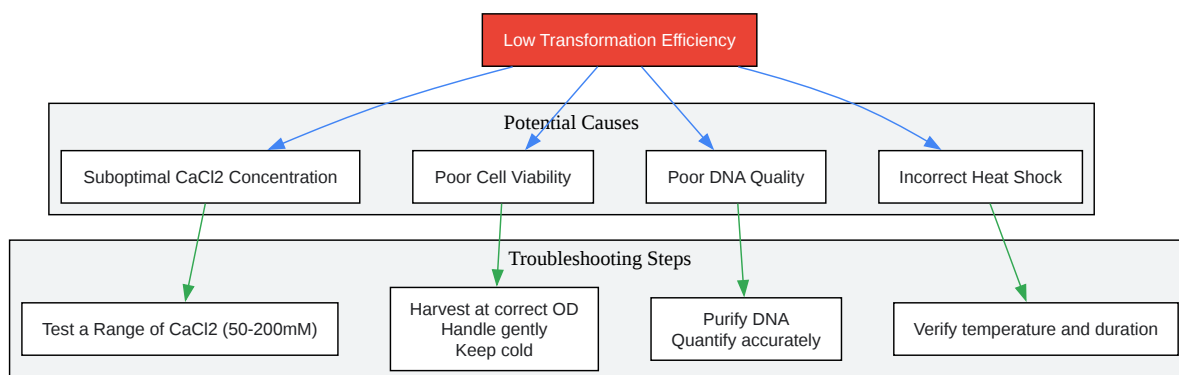 Low Transformation Efficiency
Potential Causes
Suboptimal CaCl2 Concentration
Poor Cell Viability
Poor DNA Quality
Incorrect Heat Shock
Troubleshooting Steps
Test a Range of CaCl2 (50-200mM)
Harvest at correct OD
Handle gently
Keep cold
Purify DNA
Quantify accurately
Verify temperature and duration